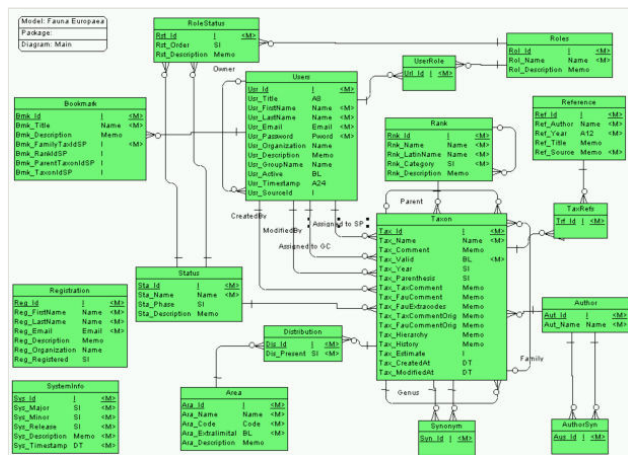 Model: Fauna Europaea
Package:
Diagram: Main
RoleStatus
Rst_Id I <M>
Rst_Order SI
Rst_Description Memo
Owner
Roles
Rol_Id I <M>
Rol_Name Name <M>
Rol_Description Memo
UserRole
Url_Id I <M>
Users
Usr_Id I <M>
Usr_Title A8
Usr_FirstName Name <M>
Usr_LastName Name <M>
Usr_Email Email <M>
Usr_Password Pword <M>
Usr_Organization Name
Usr_Description Memo
Usr_GroupName Name
Usr_Active BL
Usr_Timestamp A24
Usr_SourceId I
Bookmark
Bmk_Id I <M>
Bmk_Title Name <M>
Bmk_Description Memo
Bmk_FamilyTaxIdSP I <M>
Bmk_RankIdSP I
Bmk_ParentTaxonIdSP I
Bmk_TaxonIdSP I
Rank
Rnk_Id I <M>
Rnk_Name Name <M>
Rnk_LatinName Name <M>
Rnk_Category SI <M>
Rnk_Description Memo
Reference
Ref_Id I <M>
Ref_Author Name <M>
Ref_Year A12 <M>
Ref_Title Memo
Ref_Source Memo <M>
TaxRefs
Trf_Id I <M>
Parent
CreatedBy
ModifiedBy
Assigned to SP
Assigned to GC
Taxon
Tax_Id I <M>
Tax_Name Name <M>
Tax_Comment Memo
Tax_Valid BL <M>
Tax_Year SI
Tax_Parenthesis SI
Tax_TaxComment Memo
Tax_FauComment Memo
Tax_FauExtracodes Memo
Tax_TaxCommentOrig Memo
Tax_FauCommentOrig Memo
Tax_Hierarchy Memo
Tax_History Memo
Tax_Estimate I
Tax_CreatedAt DT
Tax_ModifiedAt DT
Status
Sta_Id I <M>
Sta_Name Name <M>
Sta_Phase SI
Sta_Description Memo
Registration
Reg_Id I <M>
Reg_FirstName Name <M>
Reg_LastName Name <M>
Reg_Email Email <M>
Reg_Description Memo
Reg_Organization Name
Reg_Registered SI
Distribution
Dis_Id I <M>
Dis_Present SI <M>
Author
Aut_Id I <M>
Aut_Name Name <M>
Family
Genus
SystemInfo
Sys_Id I <M>
Sys_Major SI <M>
Sys_Minor SI <M>
Sys_Release SI <M>
Sys_Description Memo <M>
Sys_Timestamp DT <M>
Area
Ara_Id I <M>
Ara_Name Name <M>
Ara_Code Code <M>
Ara_Extralimital BL <M>
Ara_Description Memo
Synonym
Syn_Id I <M>
AuthorSyn
Aus_Id I <M>